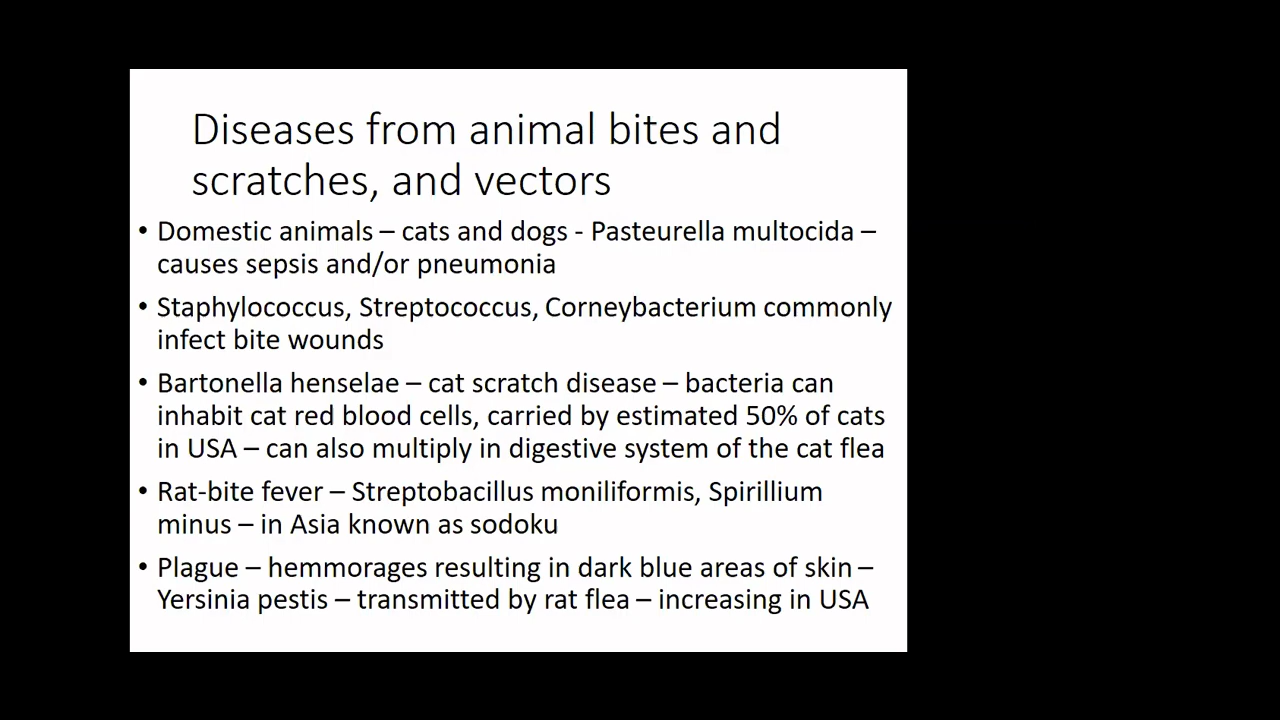 Diseases from animal bites and
scratches, and vectors
• Domestic animals – cats and dogs - Pasteurella multocida –
causes sepsis and/or pneumonia
• Staphylococcus, Streptococcus, Corneybacterium commonly
infect bite wounds
• Bartonella henselae – cat scratch disease – bacteria can
inhabit cat red blood cells, carried by estimated 50% of cats
in USA – can also multiply in digestive system of the cat flea
• Rat-bite fever – Streptobacillus moniliformis, Spirillium
minus – in Asia known as sodoku
• Plague – hemmorages resulting in dark blue areas of skin –
Yersinia pestis – transmitted by rat flea – increasing in USA